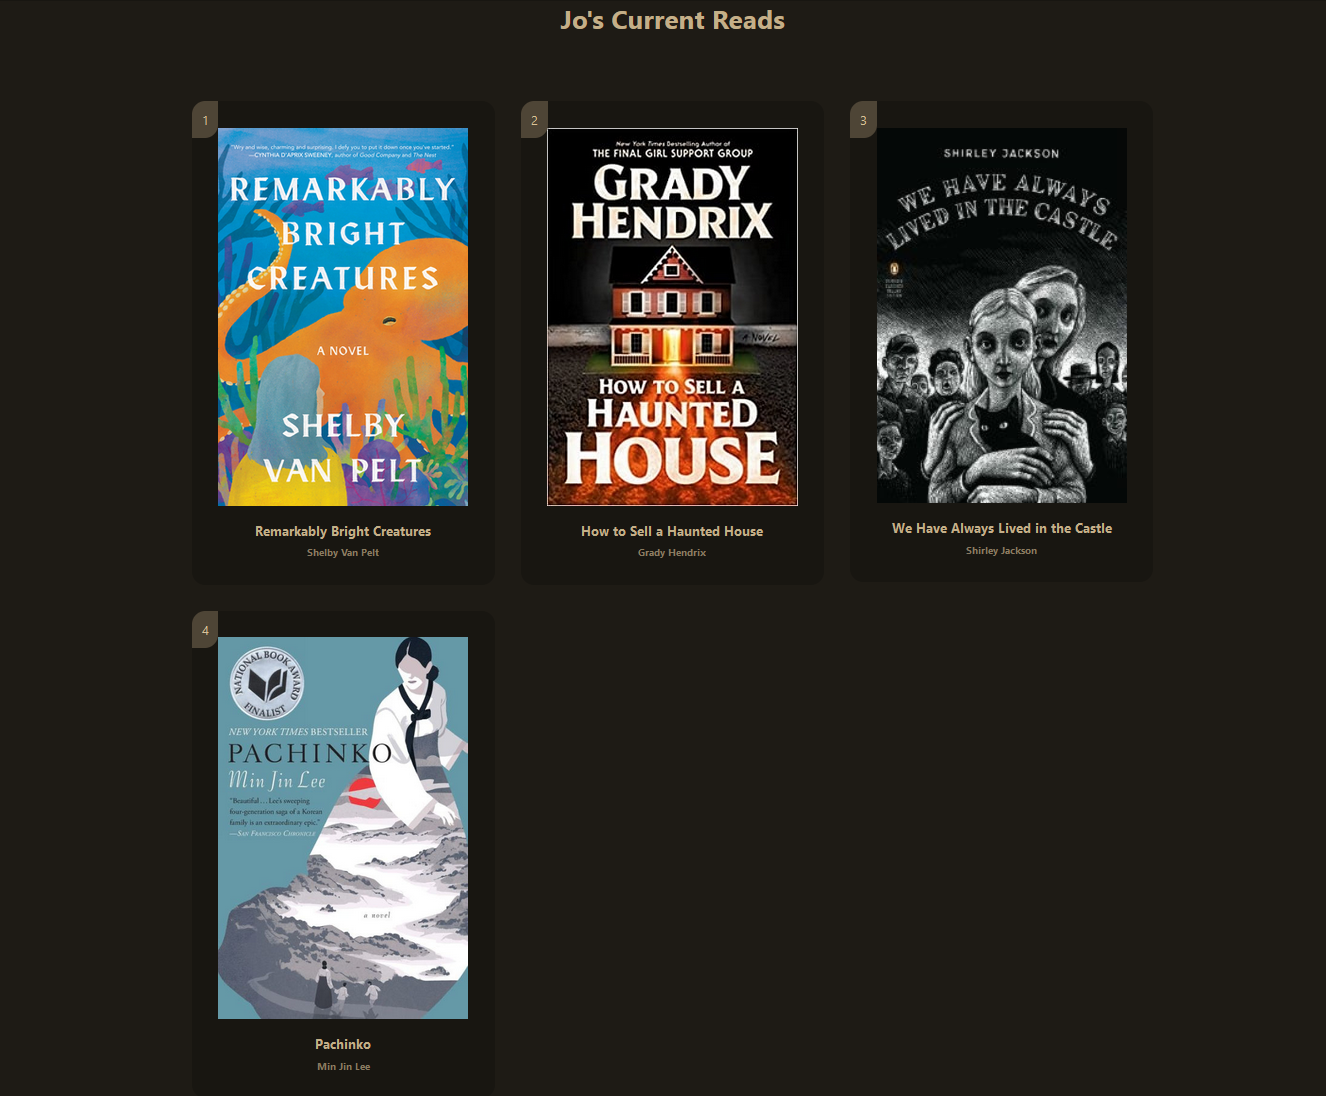 Jo's Current Reads
1
"Wry and wise, charming and surprising, I defy you to put it down once you've started."
—CYNTHIA D'APRIX SWEENEY, author of Good Company and The Nest
REMARKABLY
BRIGHT
CREATURES
A NOVEL
SHELBY
VAN PELT
Remarkably Bright Creatures
Shelby Van Pelt
2
New York Times Bestselling Author of
THE FINAL GIRL SUPPORT GROUP
GRADY
HENDRIX
A NOVEL
HOW TO SELL A
HAUNTED
HOUSE
How to Sell a Haunted House
Grady Hendrix
3
SHIRLEY JACKSON
WE HAVE ALWAYS
LIVED IN THE CASTLE
We Have Always Lived in the Castle
Shirley Jackson
4
NATIONAL BOOK AWARD
FINALIST
NEW YORK TIMES BESTSELLER
PACHINKO
Min Jin Lee
"Beautiful . . . Lee's sweeping
four-generation saga of a Korean
family is an extraordinary epic."
—SAN FRANCISCO CHRONICLE
a novel
Pachinko
Min Jin Lee